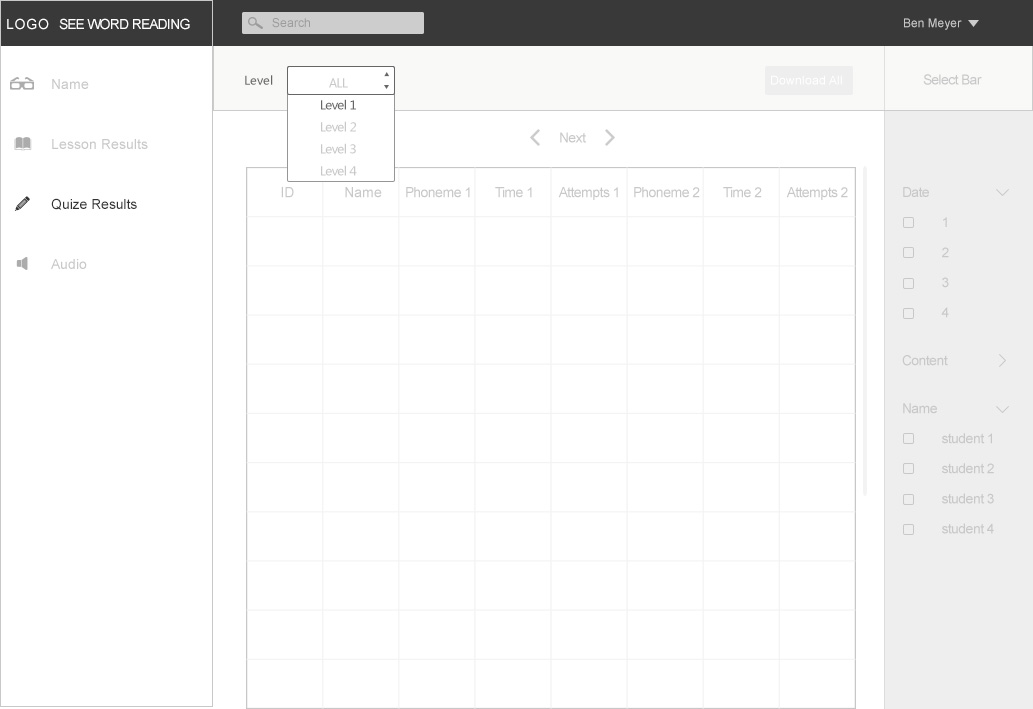 LOGO SEE WORD READING
Search
Ben Meyer
Name
Lesson Results
Quize Results
Audio
Level
ALL
Level 1
Level 2
Level 3
Level 4
Download All
Select Bar
Next
ID Name Phoneme 1 Time 1 Attempts 1 Phoneme 2 Time 2 Attempts 2
Date
1
2
3
4
Content
Name
student 1
student 2
student 3
student 4